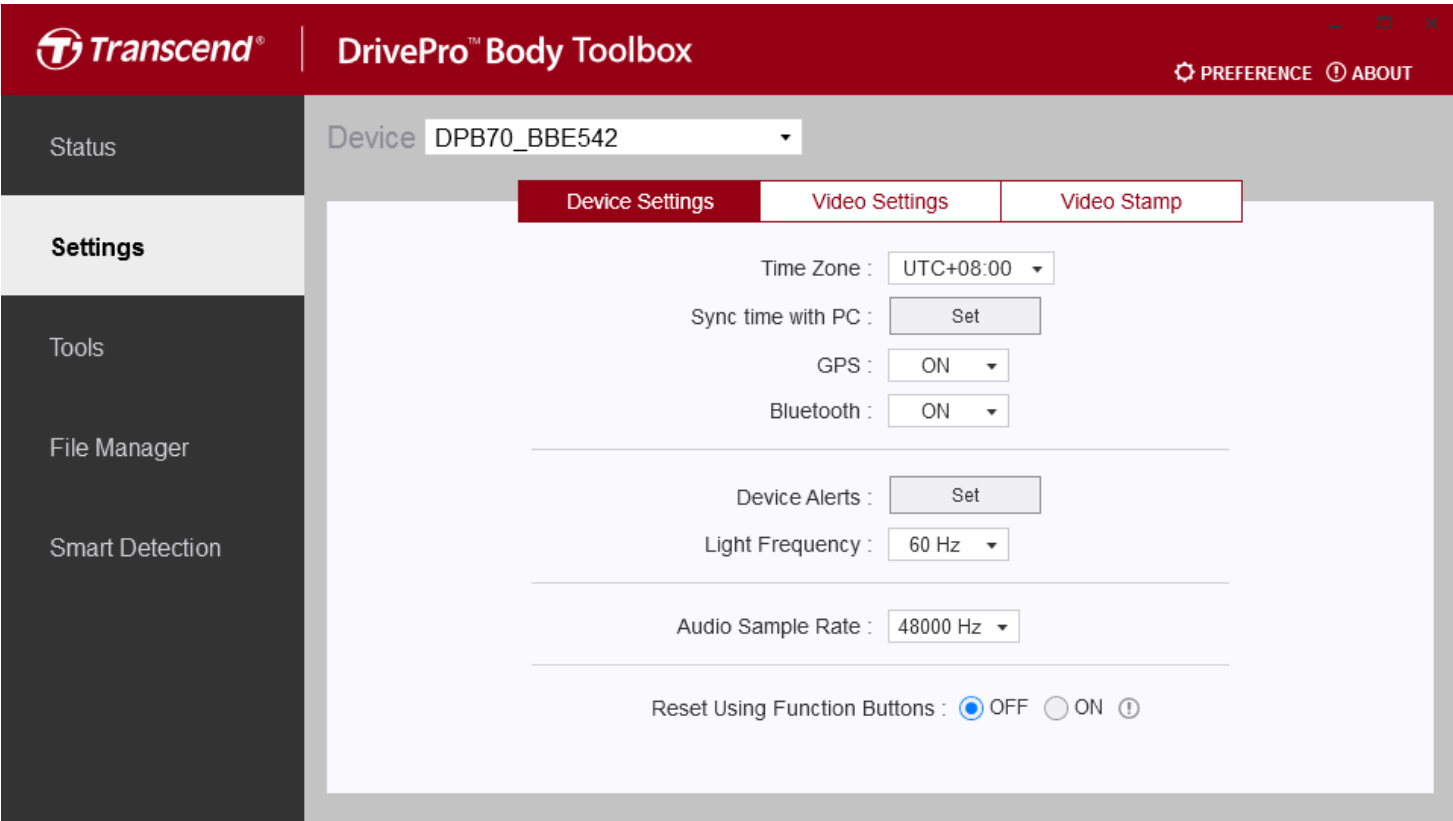 Transcend® DrivePro™ Body Toolbox
PREFERENCE ABOUT
Status
Settings
Tools
File Manager
Smart Detection
Device DPB70_BBE542
Device Settings Video Settings Video Stamp
Time Zone : UTC+08:00
Sync time with PC : Set
GPS : ON
Bluetooth : ON
Device Alerts : Set
Light Frequency : 60 Hz
Audio Sample Rate : 48000 Hz
Reset Using Function Buttons : OFF ON